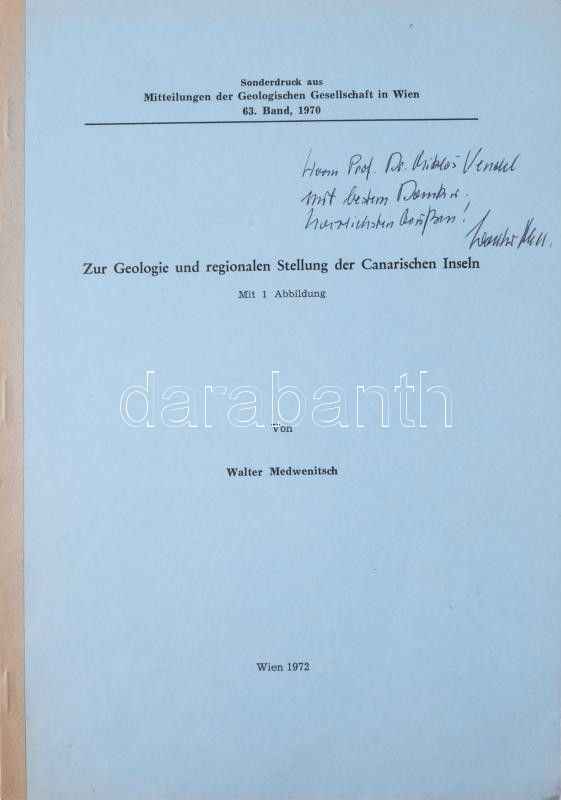 Sonderdruck aus
Mitteilungen der Geologischen Gesellschaft in Wien
63. Band, 1970
Herrn Prof. Dr. Miklós Vendel
mit bestem Dank u.
herzlichsten Grüßen!
Zur Geologie und regionalen Stellung der Canarischen Inseln
Mit 1 Abbildung
darabanth
Von
Walter Medwenitsch
Wien 1972